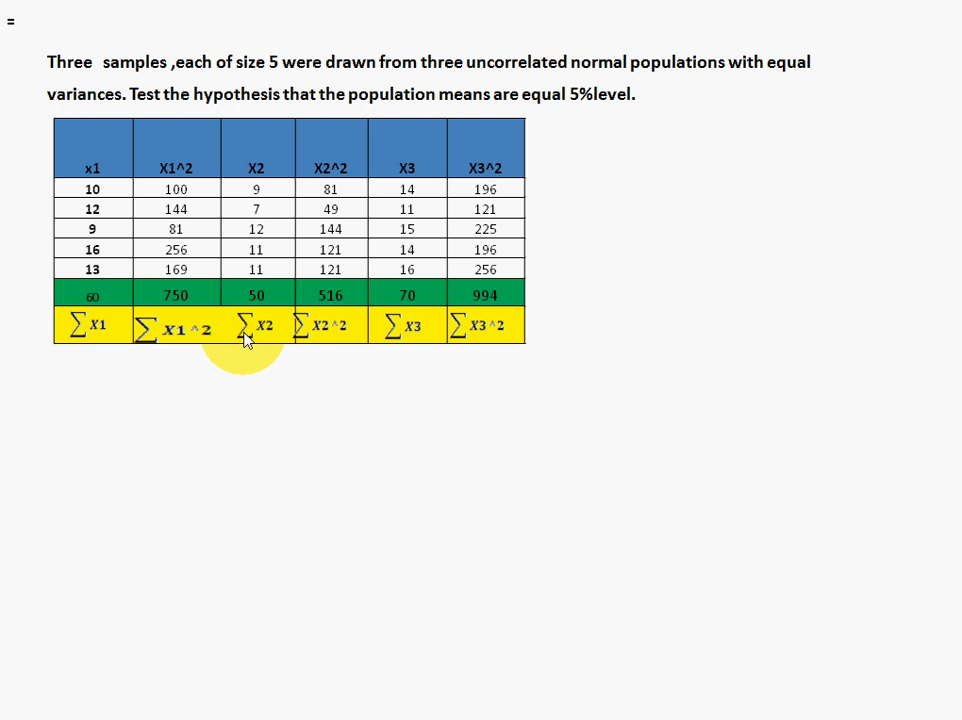 =
Three samples ,each of size 5 were drawn from three uncorrelated normal populations with equal
variances. Test the hypothesis that the population means are equal 5%level.
x1 X1^2 X2 X2^2 X3 X3^2
10 100 9 81 14 196
12 144 7 49 11 121
9 81 12 144 15 225
16 256 11 121 14 196
13 169 11 121 16 256
60 750 50 516 70 994
∑X1 ∑X1^2 ∑X2 ∑X2^2 ∑X3 ∑X3^2